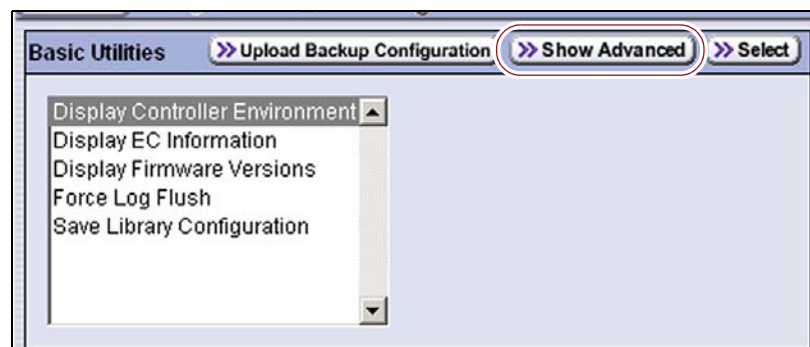 Basic Utilities
Upload Backup Configuration
Show Advanced
Select
Display Controller Environment
Display EC Information
Display Firmware Versions
Force Log Flush
Save Library Configuration